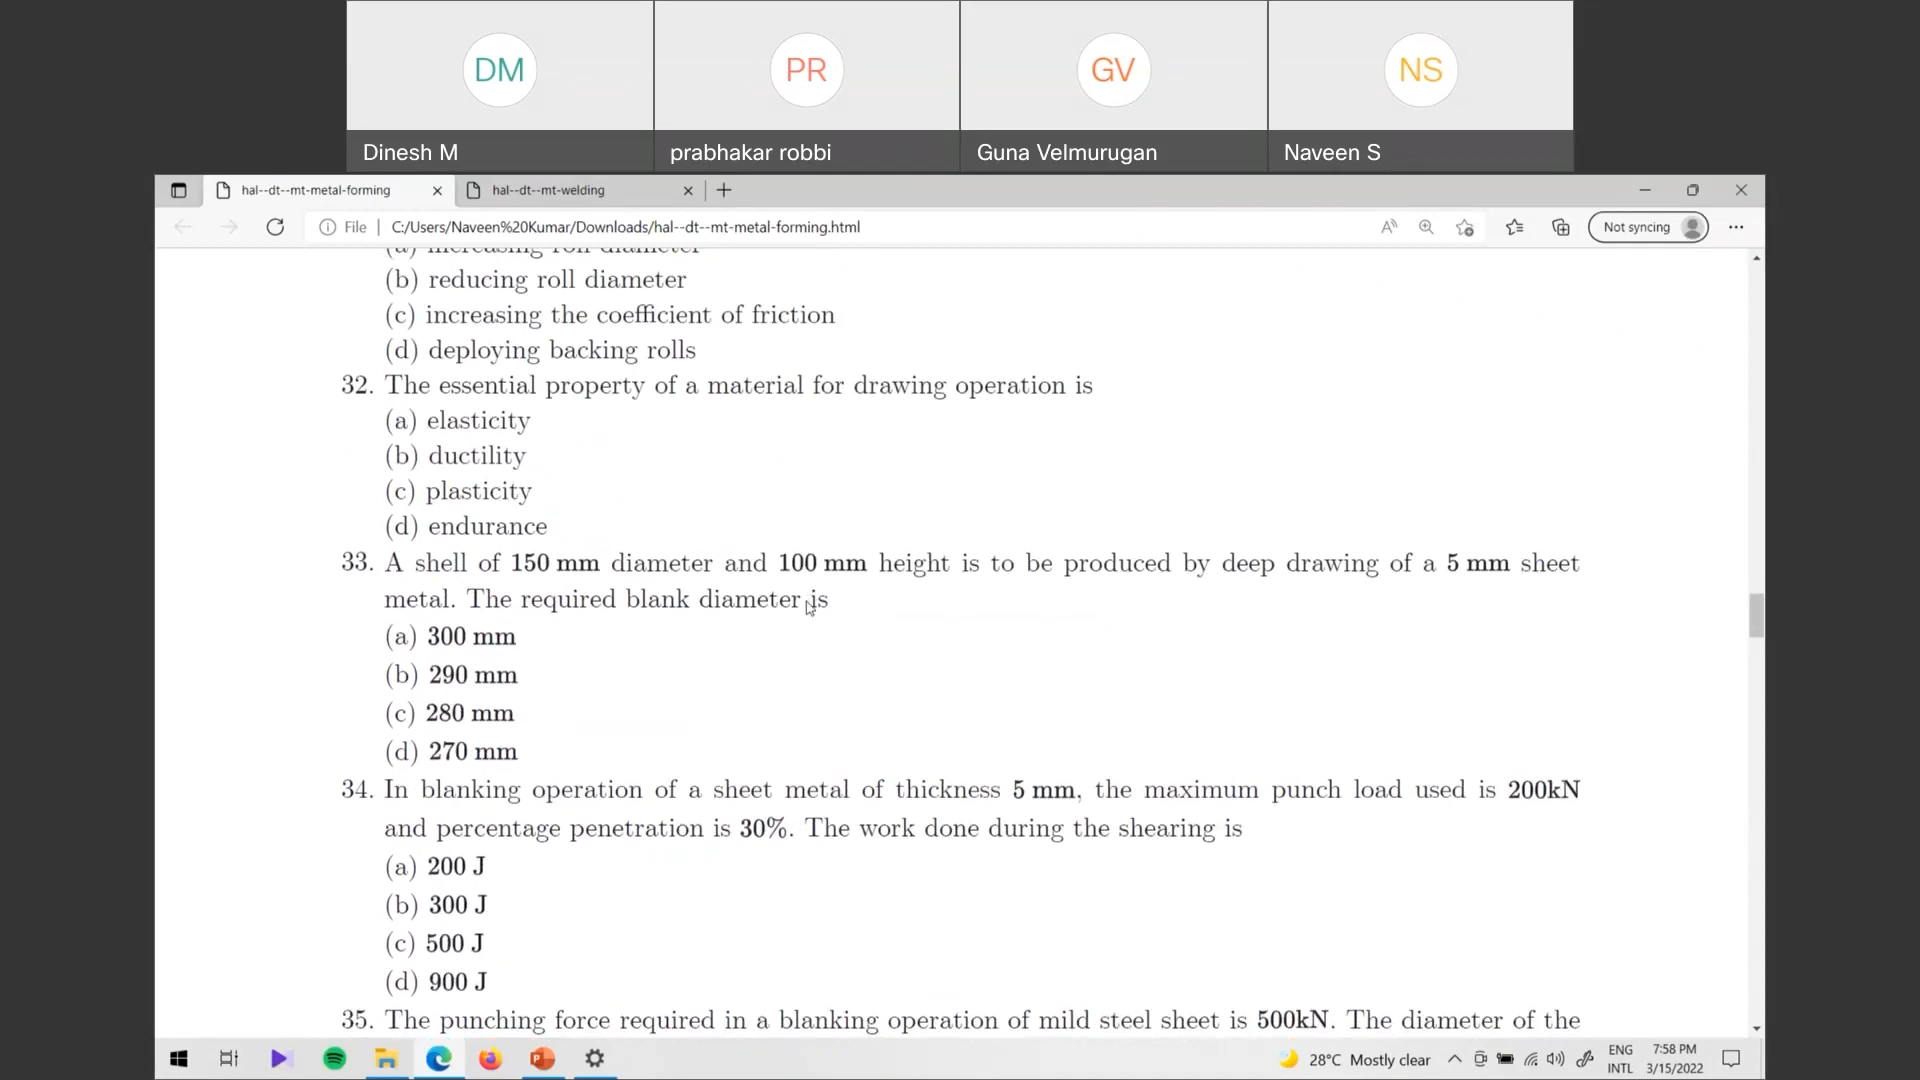 DM
PR
GV
NS
Dinesh M
prabhakar robbi
Guna Velmurugan
Naveen S
hal--dt--mt-metal-forming
hal--dt--mt-welding
File | C:/Users/Naveen%20Kumar/Downloads/hal--dt--mt-metal-forming.html
Not syncing
(a) increasing roll diameter
(b) reducing roll diameter
(c) increasing the coefficient of friction
(d) deploying backing rolls
32. The essential property of a material for drawing operation is
(a) elasticity
(b) ductility
(c) plasticity
(d) endurance
33. A shell of 150 mm diameter and 100 mm height is to be produced by deep drawing of a 5 mm sheet
metal. The required blank diameter is
(a) 300 mm
(b) 290 mm
(c) 280 mm
(d) 270 mm
34. In blanking operation of a sheet metal of thickness 5 mm, the maximum punch load used is 200kN
and percentage penetration is 30%. The work done during the shearing is
(a) 200 J
(b) 300 J
(c) 500 J
(d) 900 J
35. The punching force required in a blanking operation of mild steel sheet is 500kN. The diameter of the
28°C Mostly clear
ENG
INTL
7:58 PM
3/15/2022